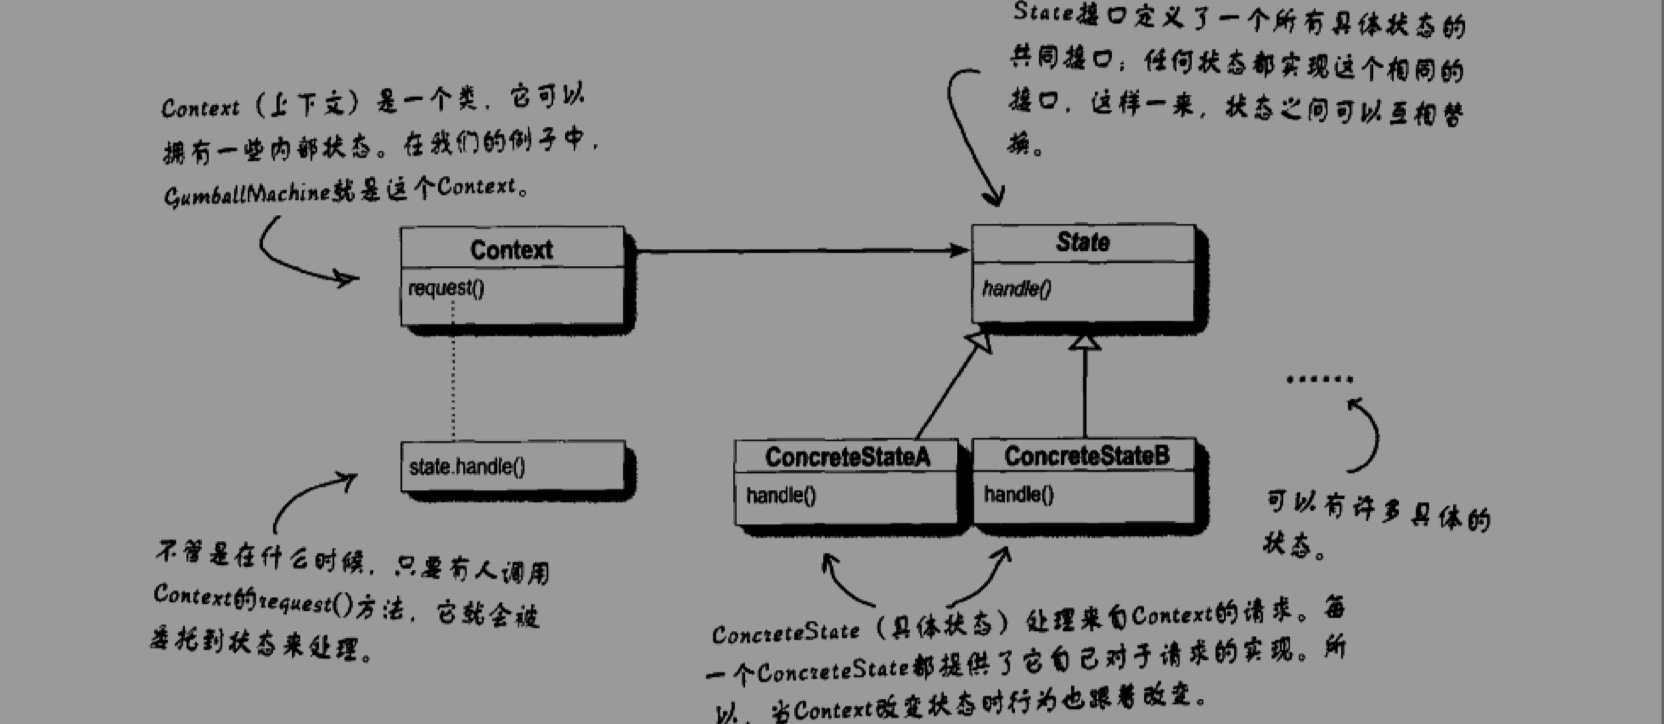 State接口定义了一个所有具体状态的
共同接口；任何状态都实现这个相同的
接口，这样一来，状态之间可以互相替
换。
Context（上下文）是一个类，它可以
拥有一些内部状态。在我们的例子中，
GumballMachine就是这个Context。
Context
request()
State
handle()
state.handle()
ConcreteStateA
handle()
ConcreteStateB
handle()
......
可以有许多具体的
状态。
不管是在什么时候，只要有人调用
Context的request()方法，它就会被
委托到状态来处理。
ConcreteState（具体状态）处理来自Context的请求。每
一个ConcreteState都提供了它自己对于请求的实现。所
以，当Context改变状态时行为也跟着改变。